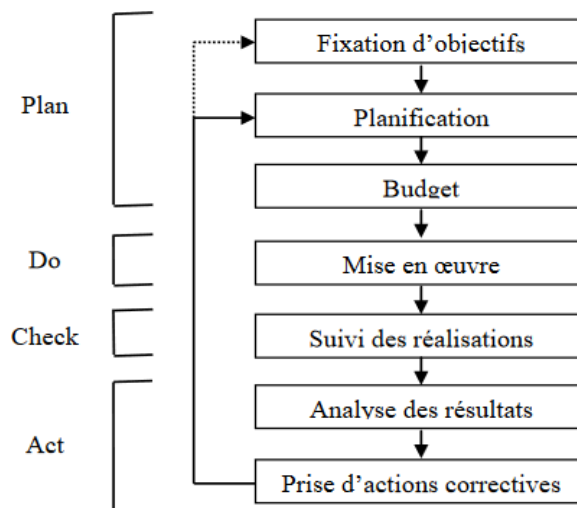 Fixation d’objectifs
Plan
Planification
Budget
Do
Mise en œuvre
Check
Suivi des réalisations
Analyse des résultats
Act
Prise d’actions correctives